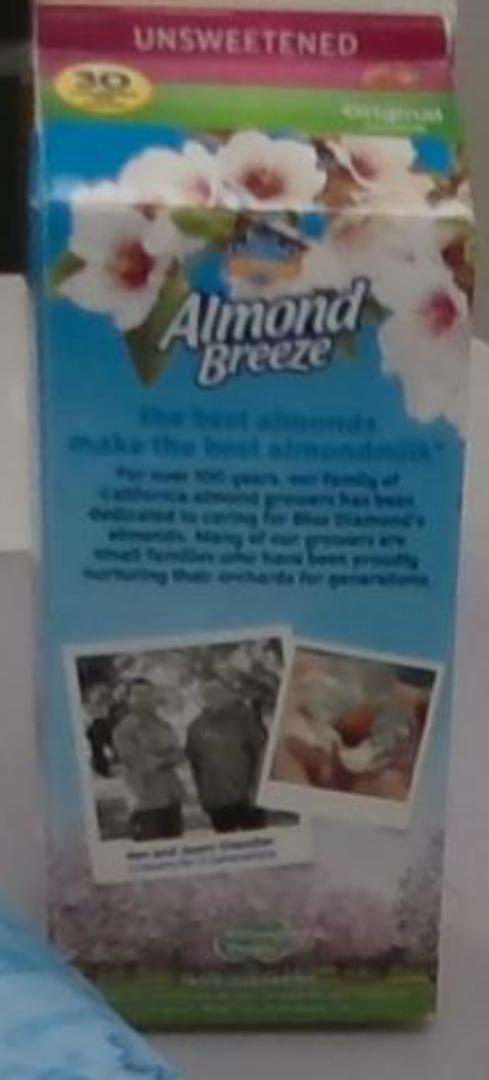 UNSWEETENED
30
Original
Almond
Breeze
the best almonds
make the best almondmilk*
For over 100 years, our family of
California almond growers has been
dedicated to caring for Blue Diamond's
almonds. Many of our growers are
small families who have been proudly
nurturing their orchards for generations.